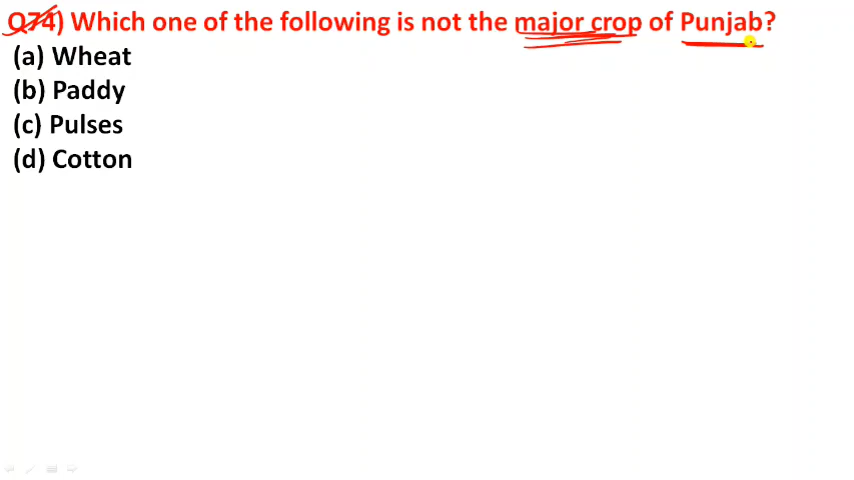 Q74) Which one of the following is not the major crop of Punjab?
(a) Wheat
(b) Paddy
(c) Pulses
(d) Cotton